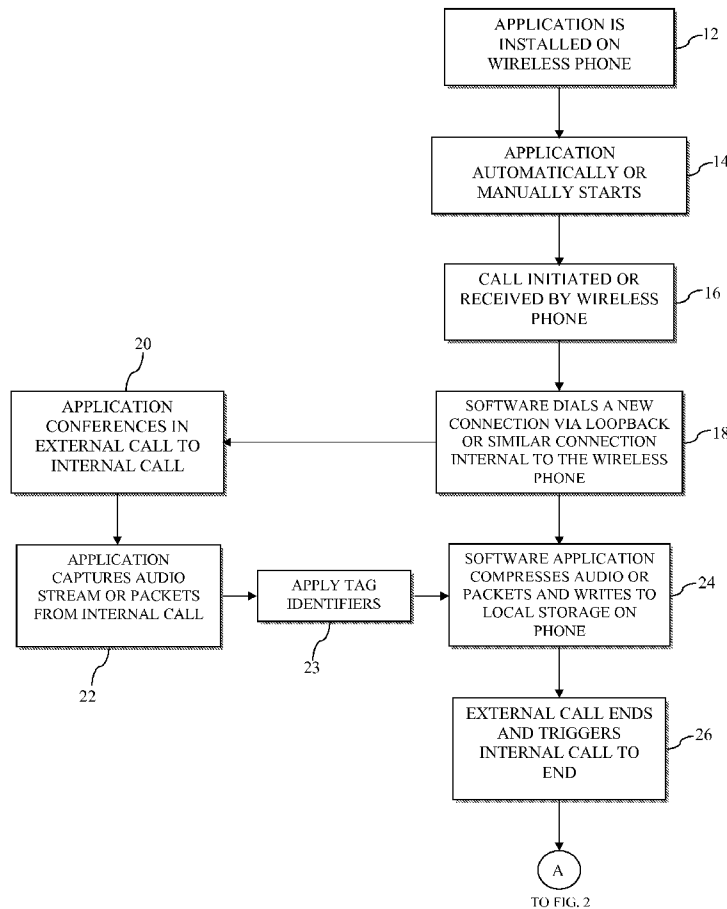 APPLICATION IS
INSTALLED ON
WIRELESS PHONE
12
APPLICATION
AUTOMATICALLY OR
MANUALLY STARTS
14
CALL INITIATED OR
RECEIVED BY WIRELESS
PHONE
16
SOFTWARE DIALS A NEW
CONNECTION VIA LOOPBACK
OR SIMILAR CONNECTION
INTERNAL TO THE WIRELESS
PHONE
18
20
APPLICATION
CONFERENCES IN
EXTERNAL CALL TO
INTERNAL CALL
APPLICATION
CAPTURES AUDIO
STREAM OR PACKETS
FROM INTERNAL CALL
22
APPLY TAG
IDENTIFIERS
23
SOFTWARE APPLICATION
COMPRESSES AUDIO OR
PACKETS AND WRITES TO
LOCAL STORAGE ON
PHONE
24
EXTERNAL CALL ENDS
AND TRIGGERS
INTERNAL CALL TO
END
26
A
TO FIG. 2